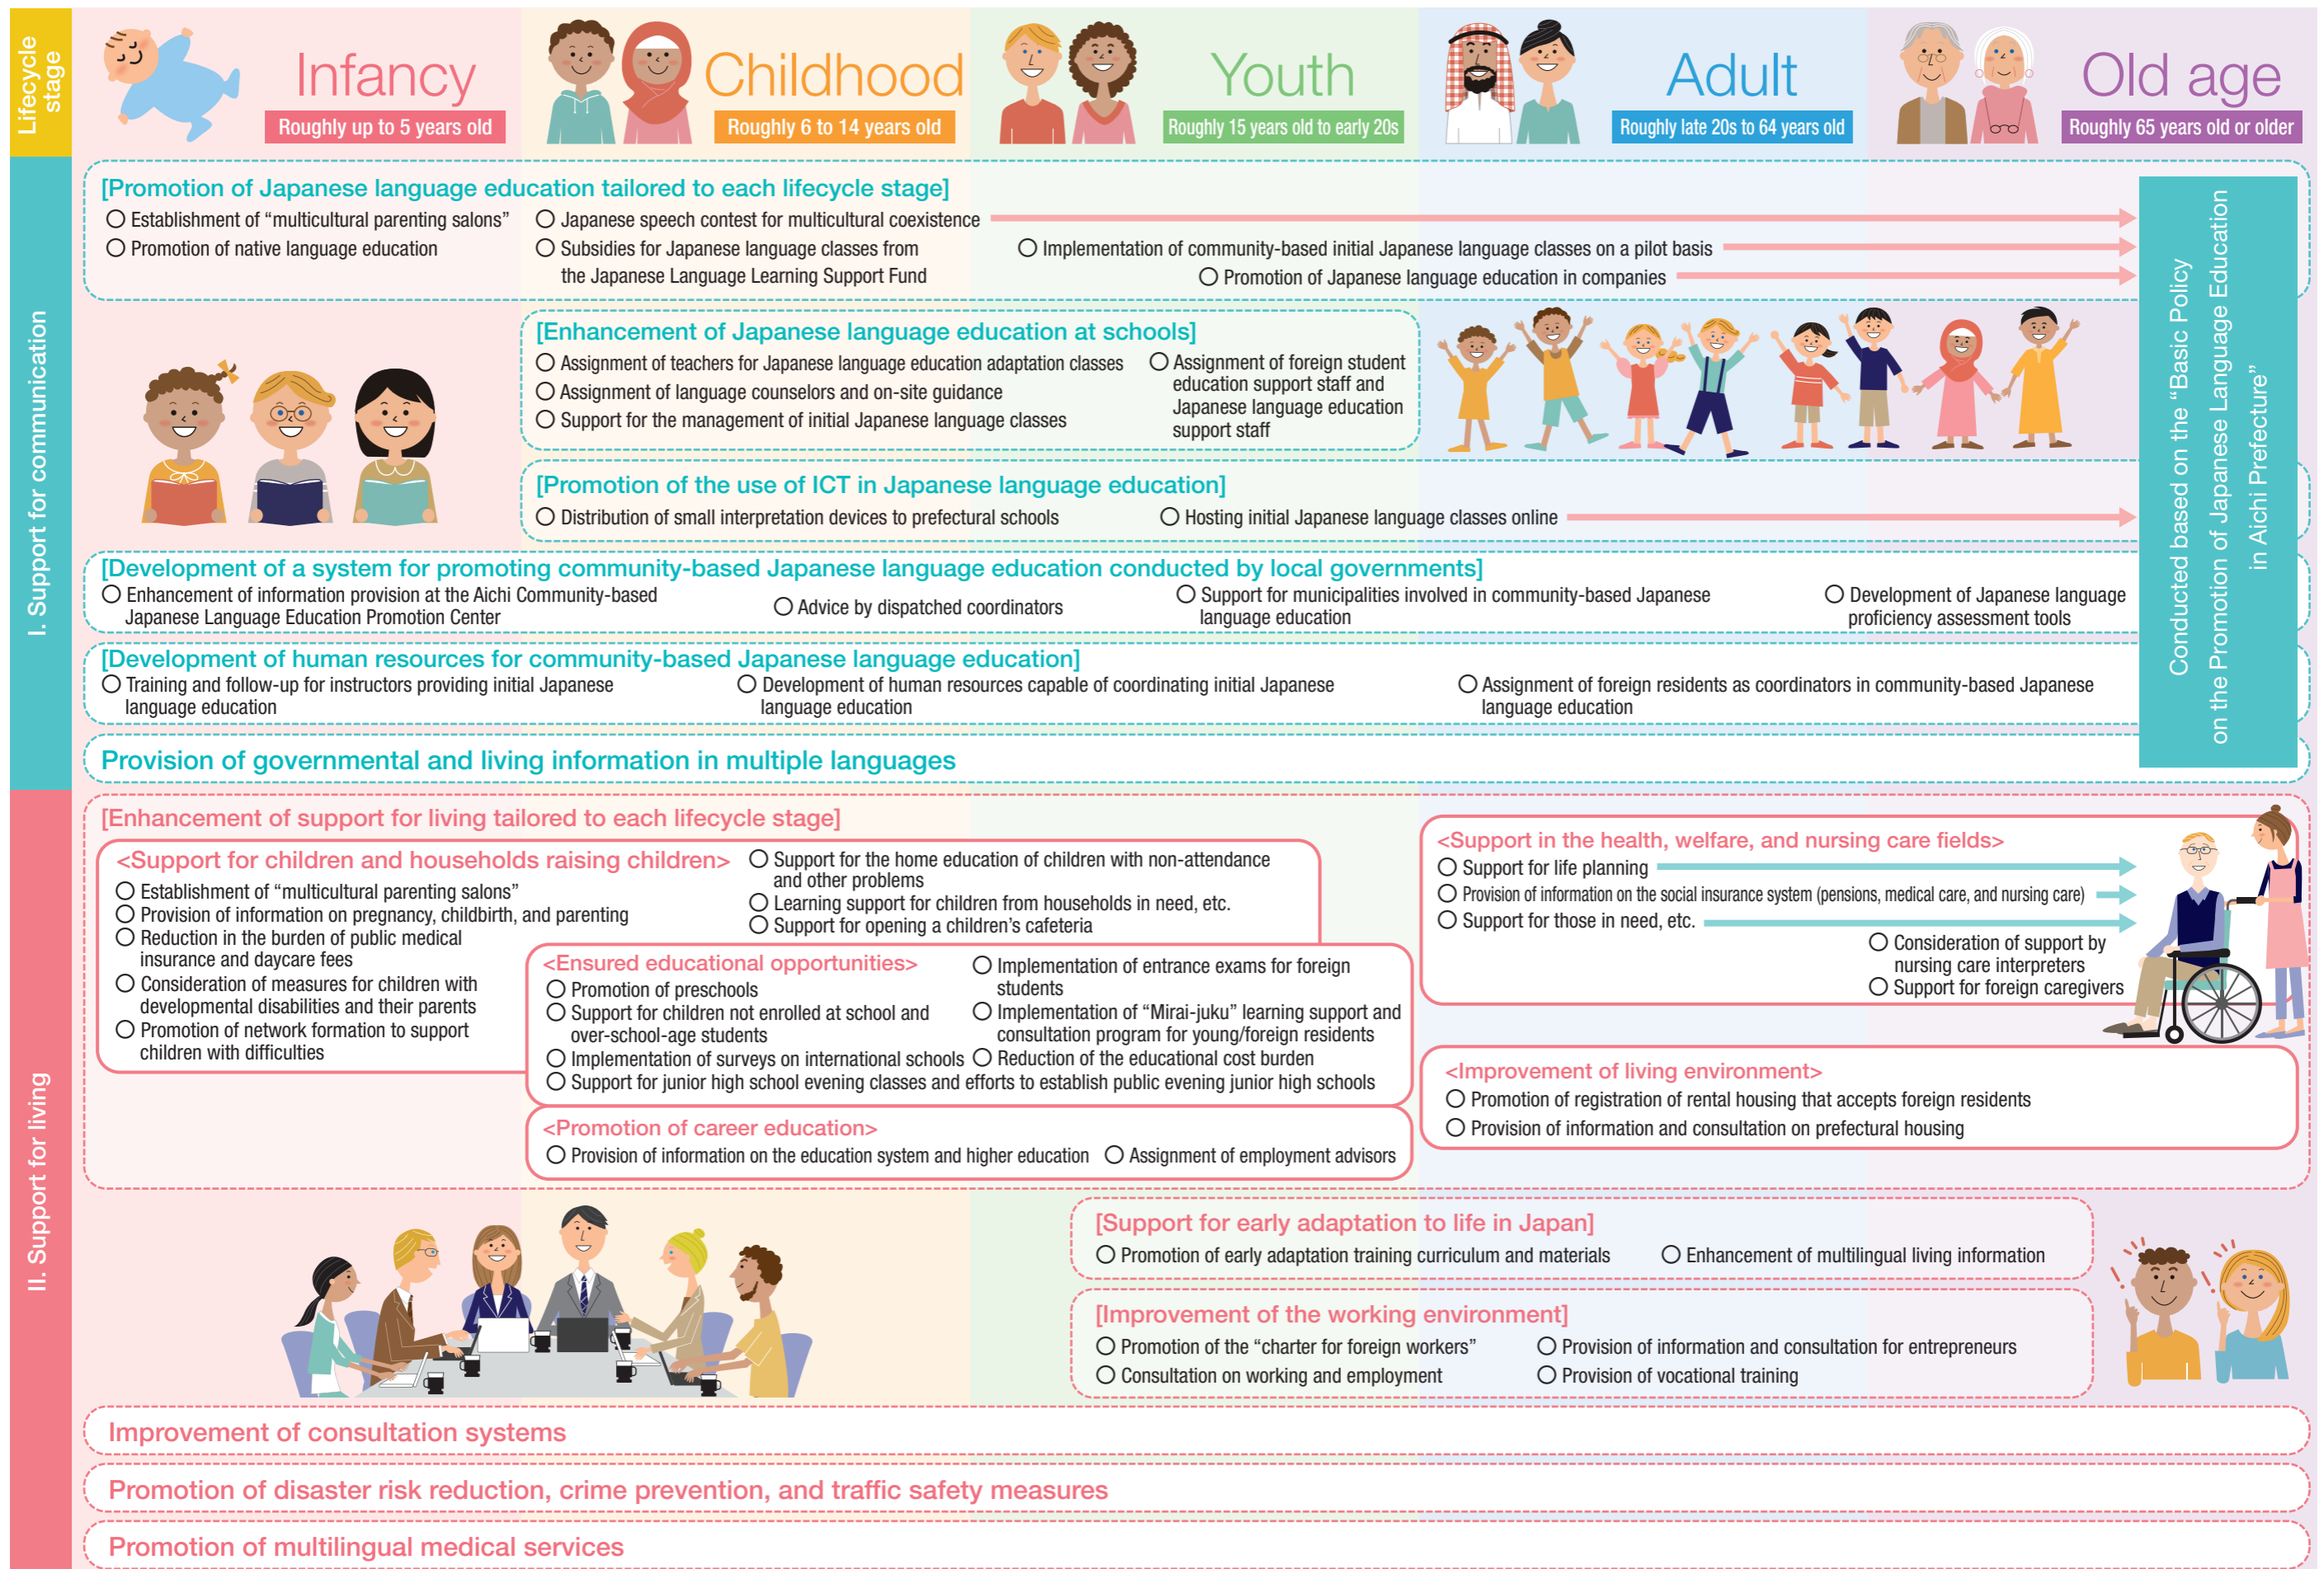 Lifecycle
stage
Infancy
Roughly up to 5 years old
Childhood
Roughly 6 to 14 years old
Youth
Roughly 15 years old to early 20s
Adult
Roughly late 20s to 64 years old
Old age
Roughly 65 years old or older
I. Support for communication
[Promotion of Japanese language education tailored to each lifecycle stage]
○ Establishment of “multicultural parenting salons”
○ Promotion of native language education
○ Japanese speech contest for multicultural coexistence
○ Subsidies for Japanese language classes from
the Japanese Language Learning Support Fund
○ Implementation of community-based initial Japanese language classes on a pilot basis
○ Promotion of Japanese language education in companies
Conducted based on the “Basic Policy
on the Promotion of Japanese Language Education
in Aichi Prefecture”
[Enhancement of Japanese language education at schools]
○ Assignment of teachers for Japanese language education adaptation classes
○ Assignment of language counselors and on-site guidance
○ Support for the management of initial Japanese language classes
○ Assignment of foreign student
education support staff and
Japanese language education
support staff
[Promotion of the use of ICT in Japanese language education]
○ Distribution of small interpretation devices to prefectural schools
○ Hosting initial Japanese language classes online
[Development of a system for promoting community-based Japanese language education conducted by local governments]
○ Enhancement of information provision at the Aichi Community-based
Japanese Language Education Promotion Center
○ Advice by dispatched coordinators
○ Support for municipalities involved in community-based Japanese
language education
○ Development of Japanese language
proficiency assessment tools
[Development of human resources for community-based Japanese language education]
○ Training and follow-up for instructors providing initial Japanese
language education
○ Development of human resources capable of coordinating initial Japanese
language education
○ Assignment of foreign residents as coordinators in community-based Japanese
language education
Provision of governmental and living information in multiple languages
II. Support for living
[Enhancement of support for living tailored to each lifecycle stage]
<Support for children and households raising children>
○ Establishment of “multicultural parenting salons”
○ Provision of information on pregnancy, childbirth, and parenting
○ Reduction in the burden of public medical
insurance and daycare fees
○ Consideration of measures for children with
developmental disabilities and their parents
○ Promotion of network formation to support
children with difficulties
○ Support for the home education of children with non-attendance
and other problems
○ Learning support for children from households in need, etc.
○ Support for opening a children’s cafeteria
<Ensured educational opportunities>
○ Promotion of preschools
○ Support for children not enrolled at school and
over-school-age students
○ Implementation of surveys on international schools
○ Support for junior high school evening classes and efforts to establish public evening junior high schools
○ Implementation of entrance exams for foreign
students
○ Implementation of “Mirai-juku” learning support and
consultation program for young/foreign residents
○ Reduction of the educational cost burden
<Promotion of career education>
○ Provision of information on the education system and higher education
○ Assignment of employment advisors
<Support in the health, welfare, and nursing care fields>
○ Support for life planning
○ Provision of information on the social insurance system (pensions, medical care, and nursing care)
○ Support for those in need, etc.
○ Consideration of support by
nursing care interpreters
○ Support for foreign caregivers
<Improvement of living environment>
○ Promotion of registration of rental housing that accepts foreign residents
○ Provision of information and consultation on prefectural housing
[Support for early adaptation to life in Japan]
○ Promotion of early adaptation training curriculum and materials
○ Enhancement of multilingual living information
[Improvement of the working environment]
○ Promotion of the “charter for foreign workers”
○ Consultation on working and employment
○ Provision of information and consultation for entrepreneurs
○ Provision of vocational training
Improvement of consultation systems
Promotion of disaster risk reduction, crime prevention, and traffic safety measures
Promotion of multilingual medical services